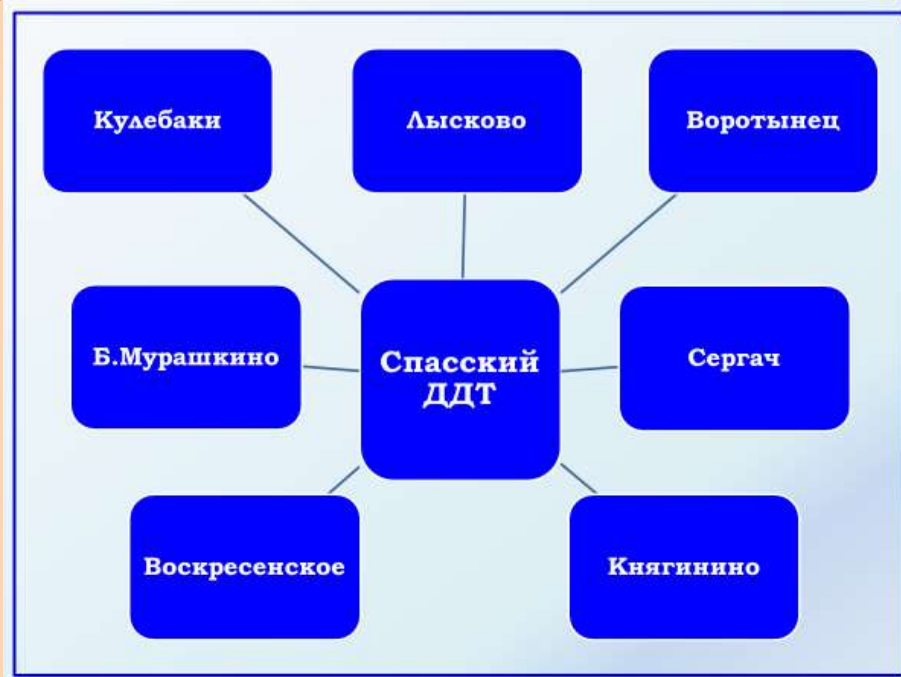 Кулебаки
Лысково
Воротынец
Б.Мурашкино
Спасский
ДДТ
Сергач
Воскресенское
Княгинино